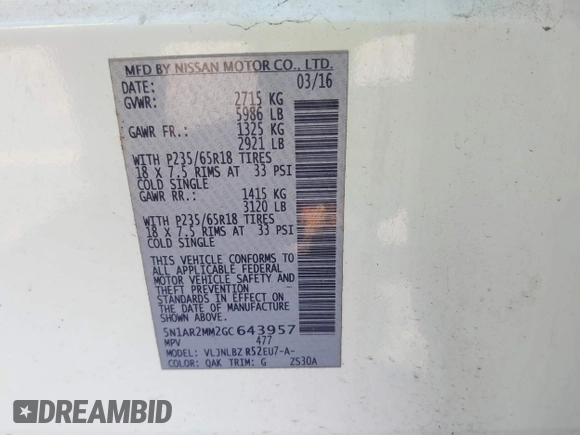 MFD BY NISSAN MOTOR CO., LTD.
DATE: 03/16
GVWR: 2715 KG
5986 LB
GAWR FR.: 1325 KG
2921 LB
WITH P235/65R18 TIRES
18 X 7.5 RIMS AT 33 PSI
COLD SINGLE
GAWR RR.: 1415 KG
3120 LB
WITH P235/65R18 TIRES
18 X 7.5 RIMS AT 33 PSI
COLD SINGLE
THIS VEHICLE CONFORMS TO
ALL APPLICABLE FEDERAL
MOTOR VEHICLE SAFETY AND
THEFT PREVENTION
STANDARDS IN EFFECT ON
THE DATE OF MANUFACTURE
SHOWN ABOVE.
5N1AR2MM2GC643957
MPV 477
MODEL: VLJNLBZ R52EU7-A-
COLOR: QAK TRIM: G ZS30A
DREAMBID